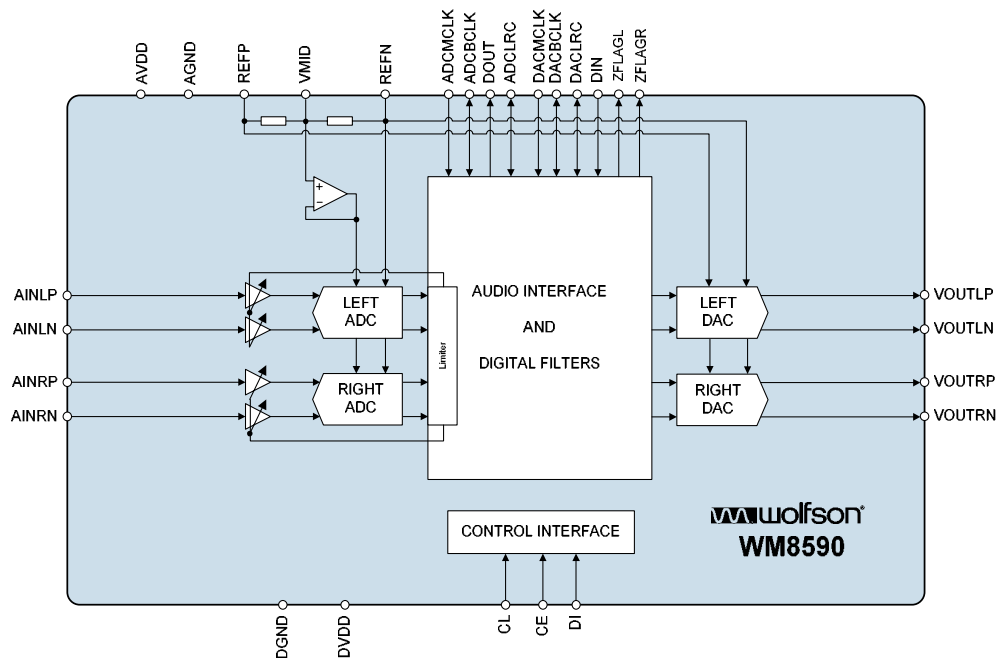 AVDD
AGND
REFP
VMID
REFN
ADCMCLK
ADCBCLK
DOUT
ADCLRC
DACMCLK
DACBCLK
DACLRC
DIN
ZFLAGL
ZFLAGR
+
−
AINLP
AINLN
AINRP
AINRN
LEFT
ADC
RIGHT
ADC
Limiter
AUDIO INTERFACE
AND
DIGITAL FILTERS
LEFT
DAC
RIGHT
DAC
VOUTLP
VOUTLN
VOUTRP
VOUTRN
CONTROL INTERFACE
wolfson®
WM8590
DGND
DVDD
CL
CE
DI